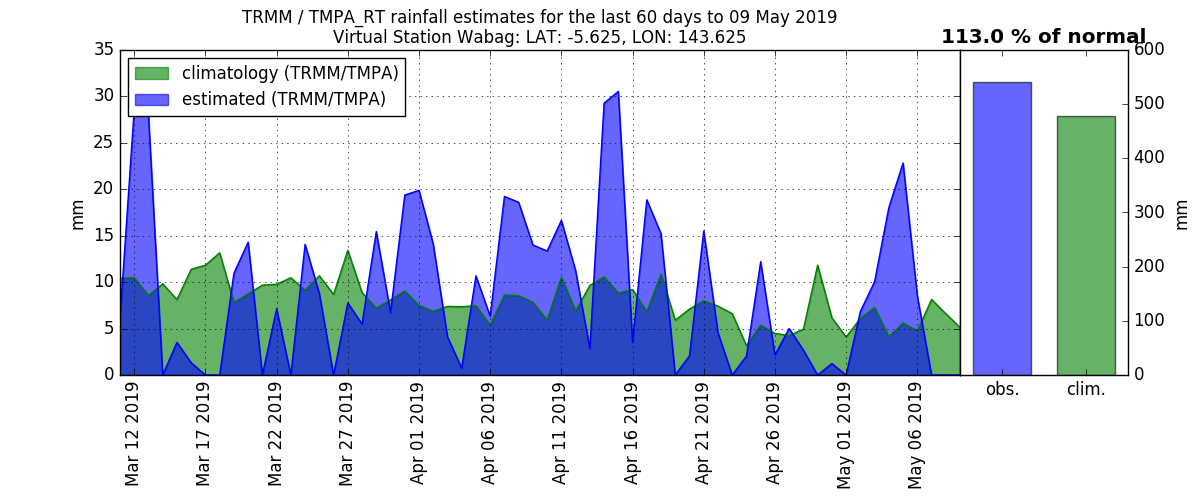 TRMM / TMPA_RT rainfall estimates for the last 60 days to 09 May 2019
Virtual Station Wabag: LAT: -5.625, LON: 143.625
113.0 % of normal
climatology (TRMM/TMPA)
estimated (TRMM/TMPA)
35
30
25
20
15
10
5
0
mm
Mar 12 2019
Mar 17 2019
Mar 22 2019
Mar 27 2019
Apr 01 2019
Apr 06 2019
Apr 11 2019
Apr 16 2019
Apr 21 2019
Apr 26 2019
May 01 2019
May 06 2019
600
500
400
300
200
100
0
mm
obs.
clim.